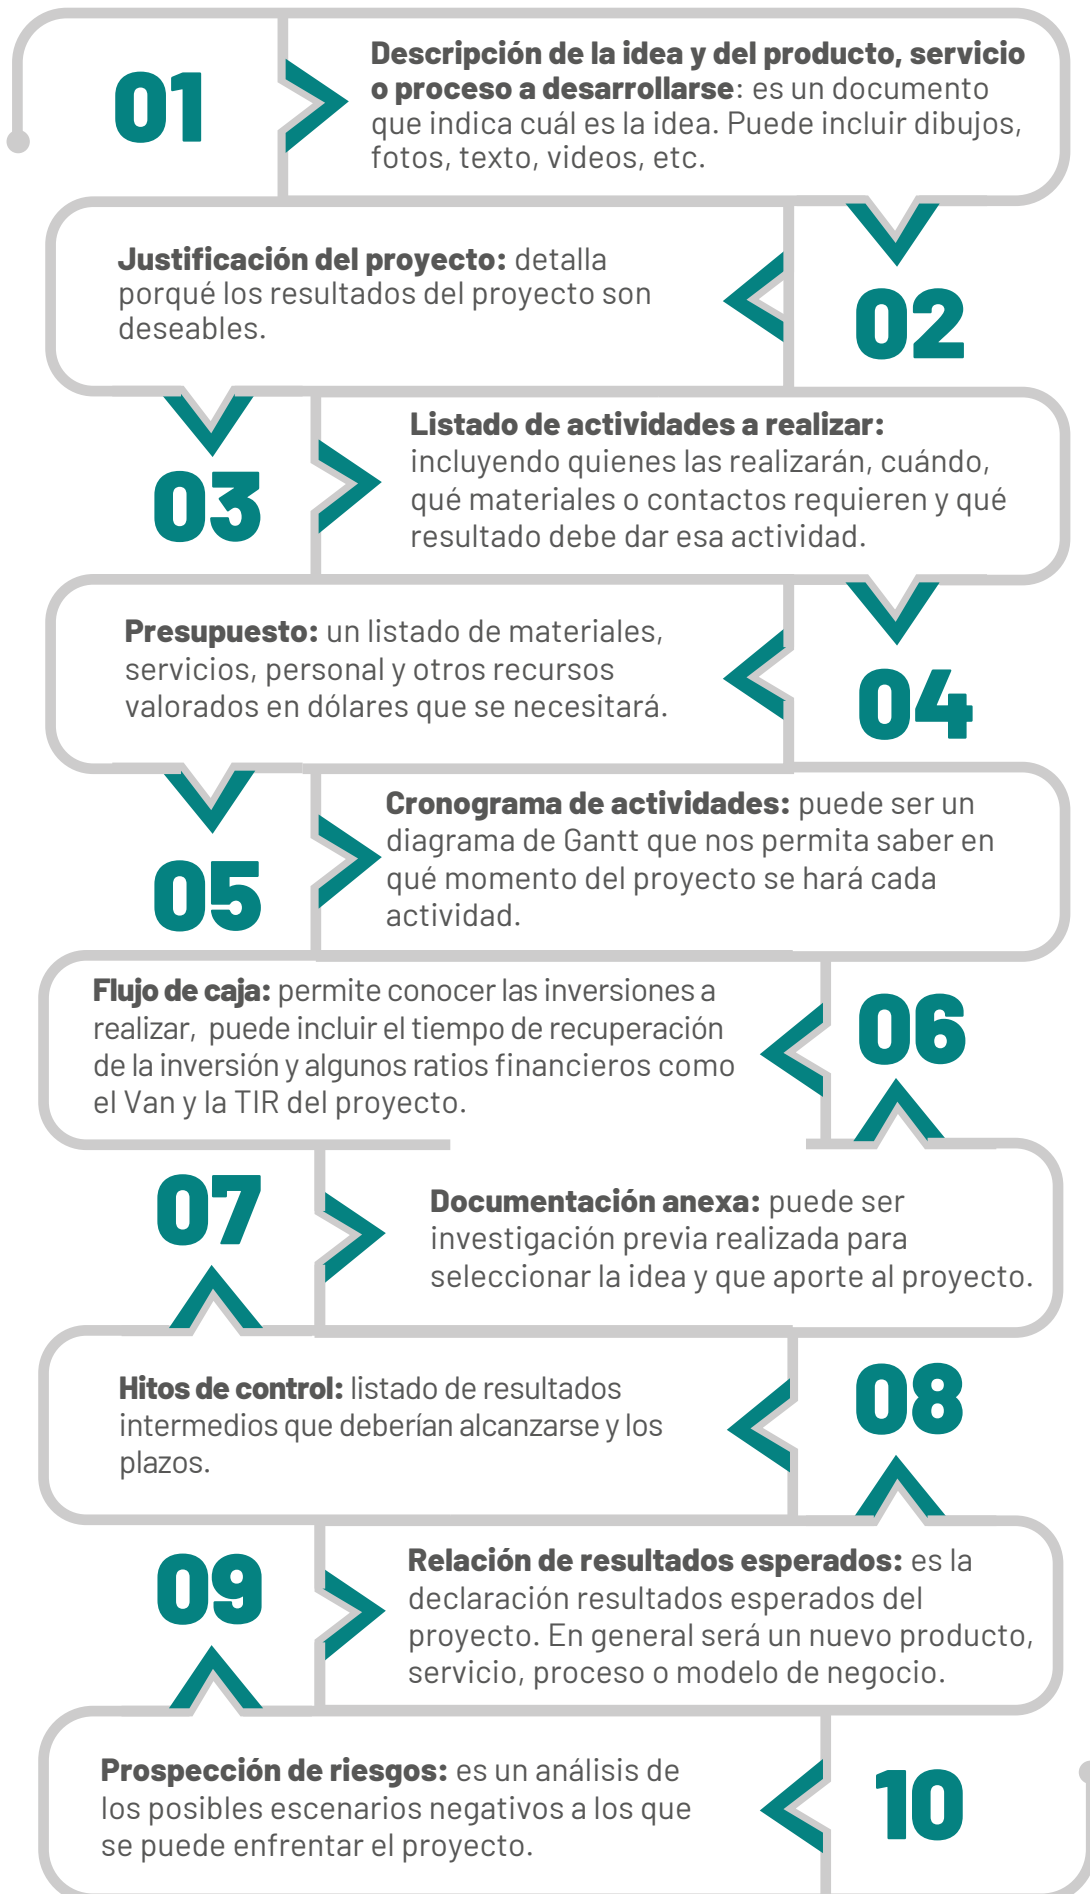 01
Descripción de la idea y del producto, servicio
o proceso a desarrollarse: es un documento
que indica cuál es la idea. Puede incluir dibujos,
fotos, texto, videos, etc.
Justificación del proyecto: detalla
porqué los resultados del proyecto son
deseables.
02
03
Listado de actividades a realizar:
incluyendo quienes las realizarán, cuándo,
qué materiales o contactos requieren y qué
resultado debe dar esa actividad.
Presupuesto: un listado de materiales,
servicios, personal y otros recursos
valorados en dólares que se necesitará.
04
05
Cronograma de actividades: puede ser un
diagrama de Gantt que nos permita saber en
qué momento del proyecto se hará cada
actividad.
Flujo de caja: permite conocer las inversiones a
realizar, puede incluir el tiempo de recuperación
de la inversión y algunos ratios financieros como
el Van y la TIR del proyecto.
06
07
Documentación anexa: puede ser
investigación previa realizada para
seleccionar la idea y que aporte al proyecto.
Hitos de control: listado de resultados
intermedios que deberían alcanzarse y los
plazos.
08
09
Relación de resultados esperados: es la
declaración resultados esperados del
proyecto. En general será un nuevo producto,
servicio, proceso o modelo de negocio.
Prospección de riesgos: es un análisis de
los posibles escenarios negativos a los que
se puede enfrentar el proyecto.
10